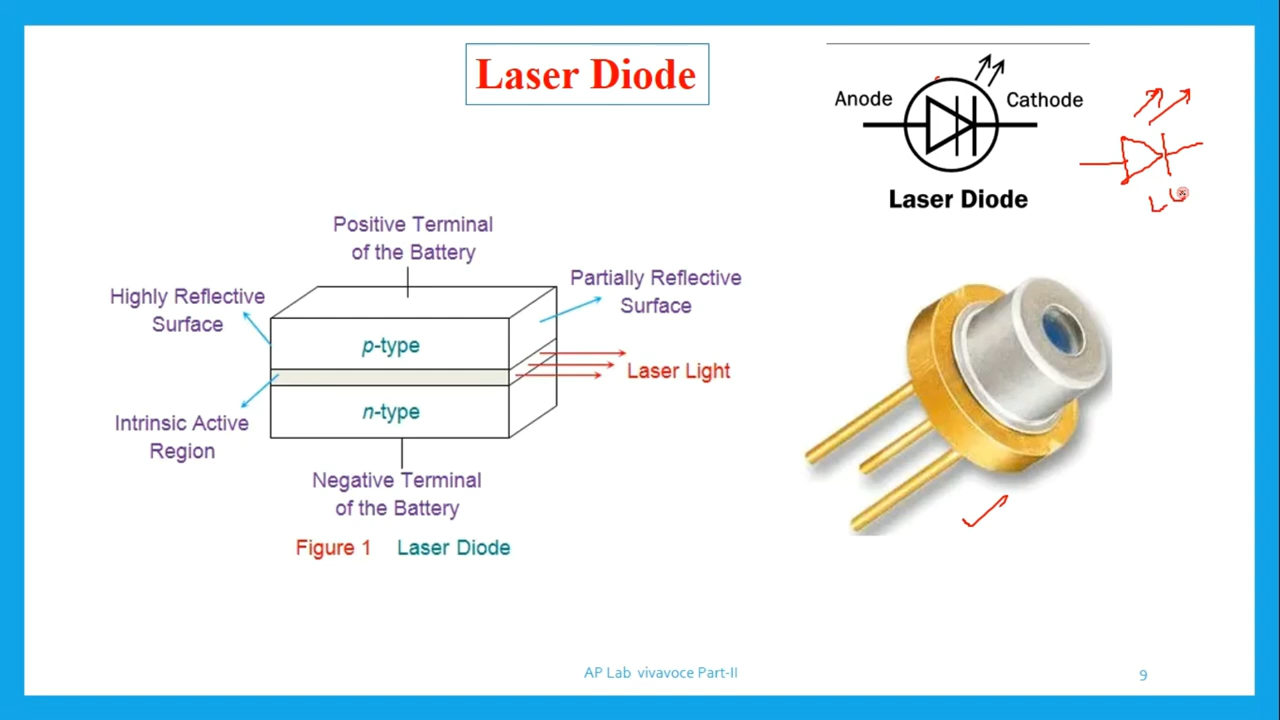 Laser Diode
Anode
Cathode
Laser Diode
Positive Terminal
of the Battery
Highly Reflective
Surface
Partially Reflective
Surface
p-type
Laser Light
n-type
Intrinsic Active
Region
Negative Terminal
of the Battery
Figure 1 Laser Diode
AP Lab vivavoce Part-II
9